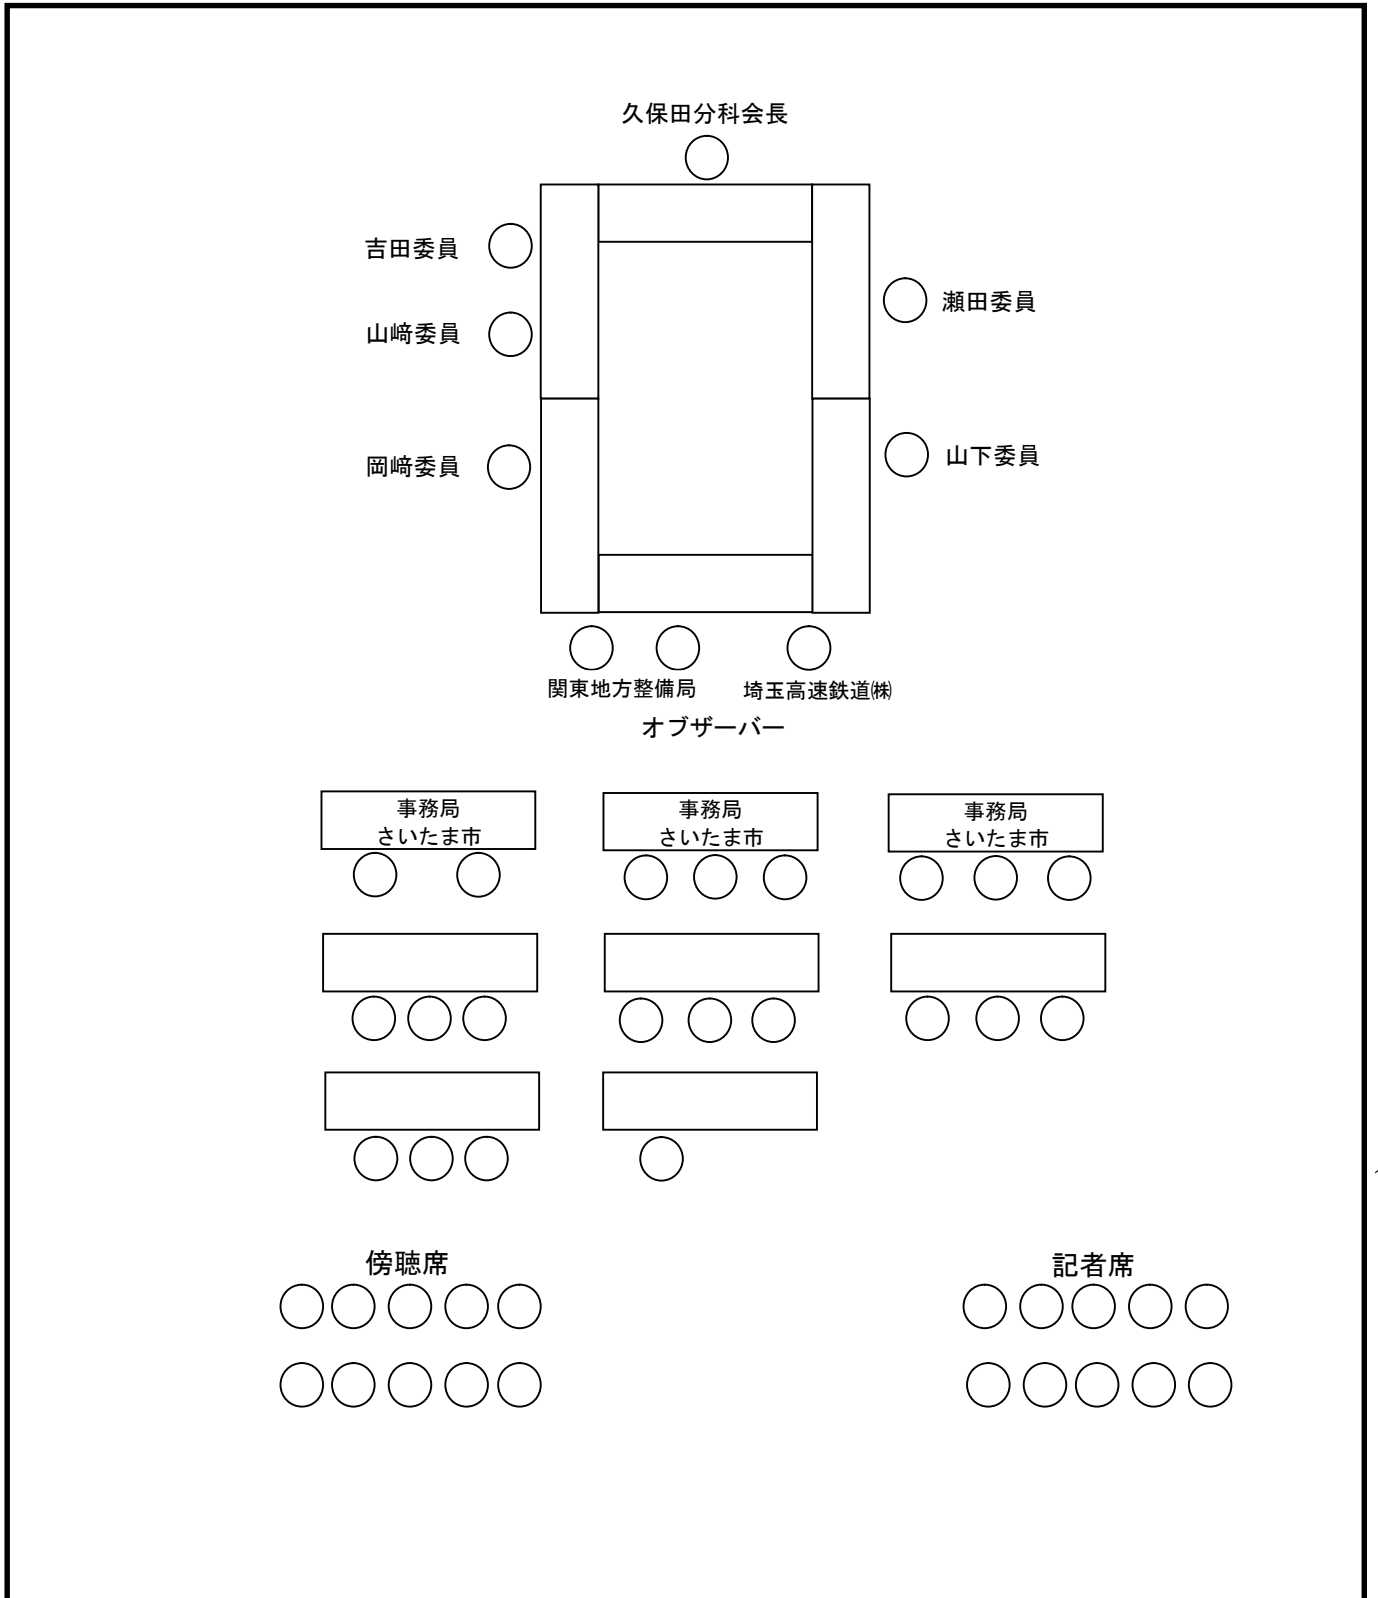 久保田分科会長
吉田委員
瀬田委員
山﨑委員
岡﨑委員
山下委員
関東地方整備局
埼玉高速鉄道㈱
オブザーバー
事務局
さいたま市
事務局
さいたま市
事務局
さいたま市
傍聴席
記者席